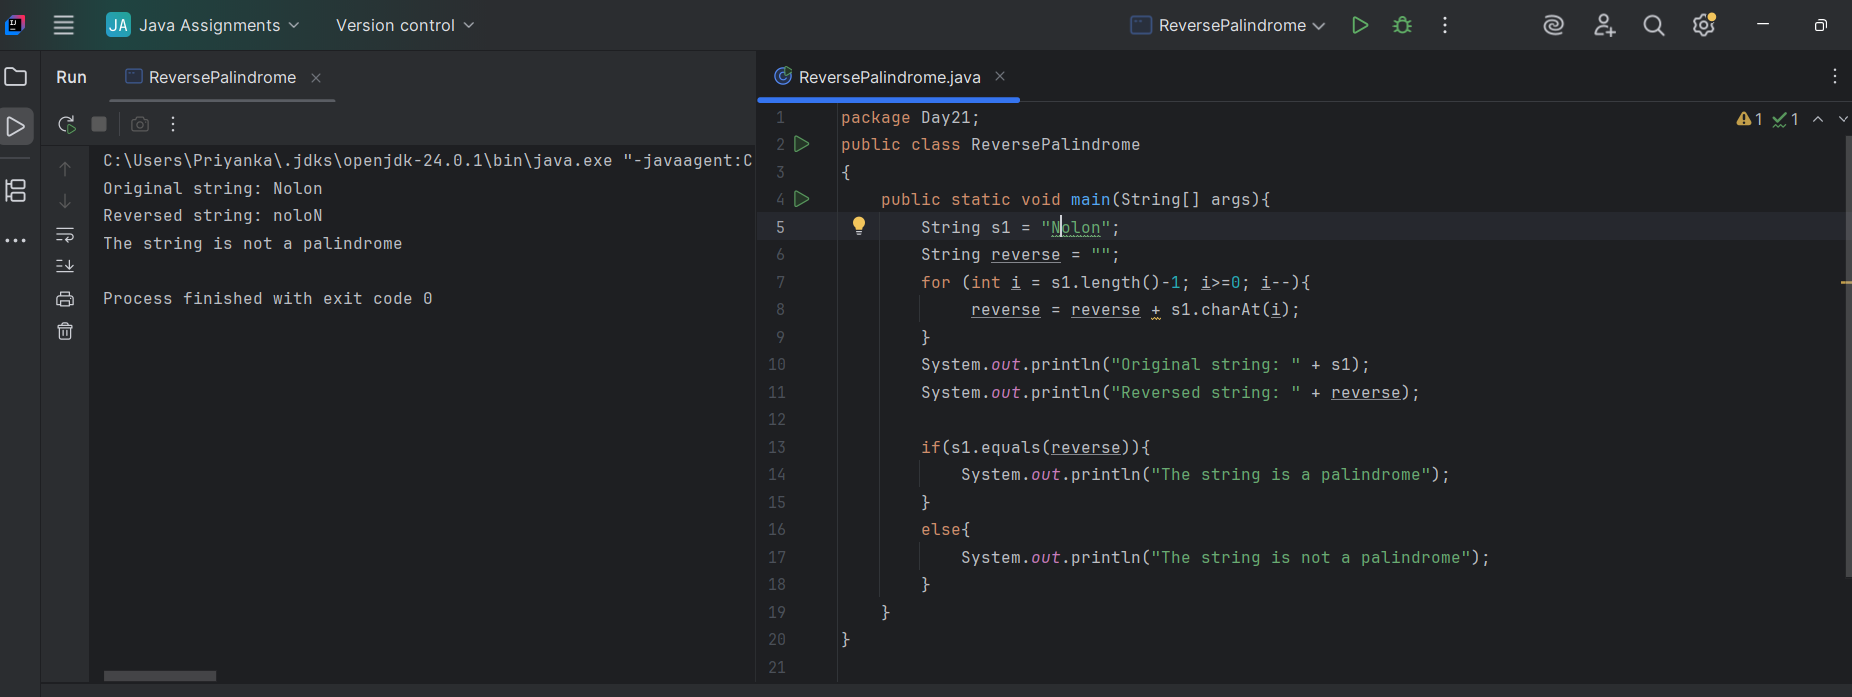 JA Java Assignments Version control ReversePalindrome
Run ReversePalindrome
C:\Users\Priyanka\.jdks\openjdk-24.0.1\bin\java.exe "-javaagent:C
Original string: Nolon
Reversed string: noloN
The string is not a palindrome
Process finished with exit code 0
ReversePalindrome.java
1 package Day21;
2 public class ReversePalindrome
3 {
4 public static void main(String[] args){
5 String s1 = "Nolon";
6 String reverse = "";
7 for (int i = s1.length()-1; i>=0; i--){
8 reverse = reverse + s1.charAt(i);
9 }
10 System.out.println("Original string: " + s1);
11 System.out.println("Reversed string: " + reverse);
12
13 if(s1.equals(reverse)){
14 System.out.println("The string is a palindrome");
15 }
16 else{
17 System.out.println("The string is not a palindrome");
18 }
19 }
20 }
21
1 1